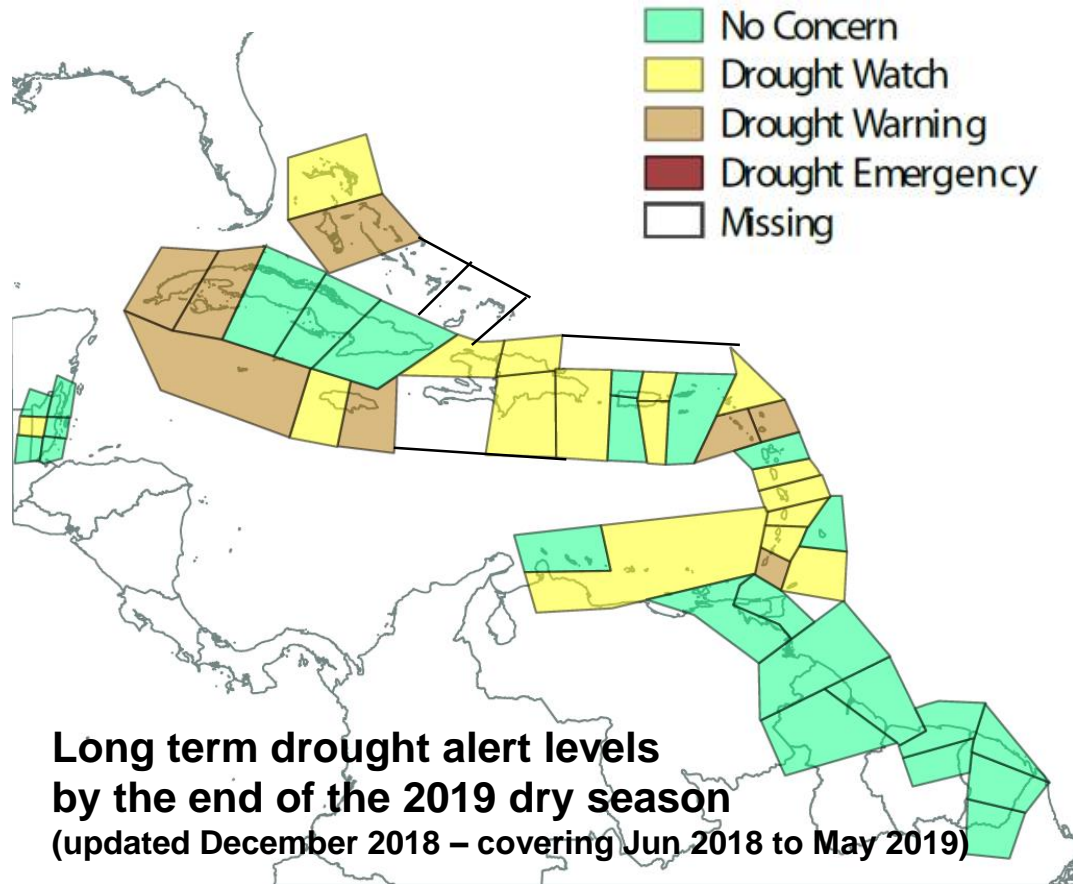 No Concern
Drought Watch
Drought Warning
Drought Emergency
Missing
Long term drought alert levels
by the end of the 2019 dry season
(updated December 2018 – covering Jun 2018 to May 2019)